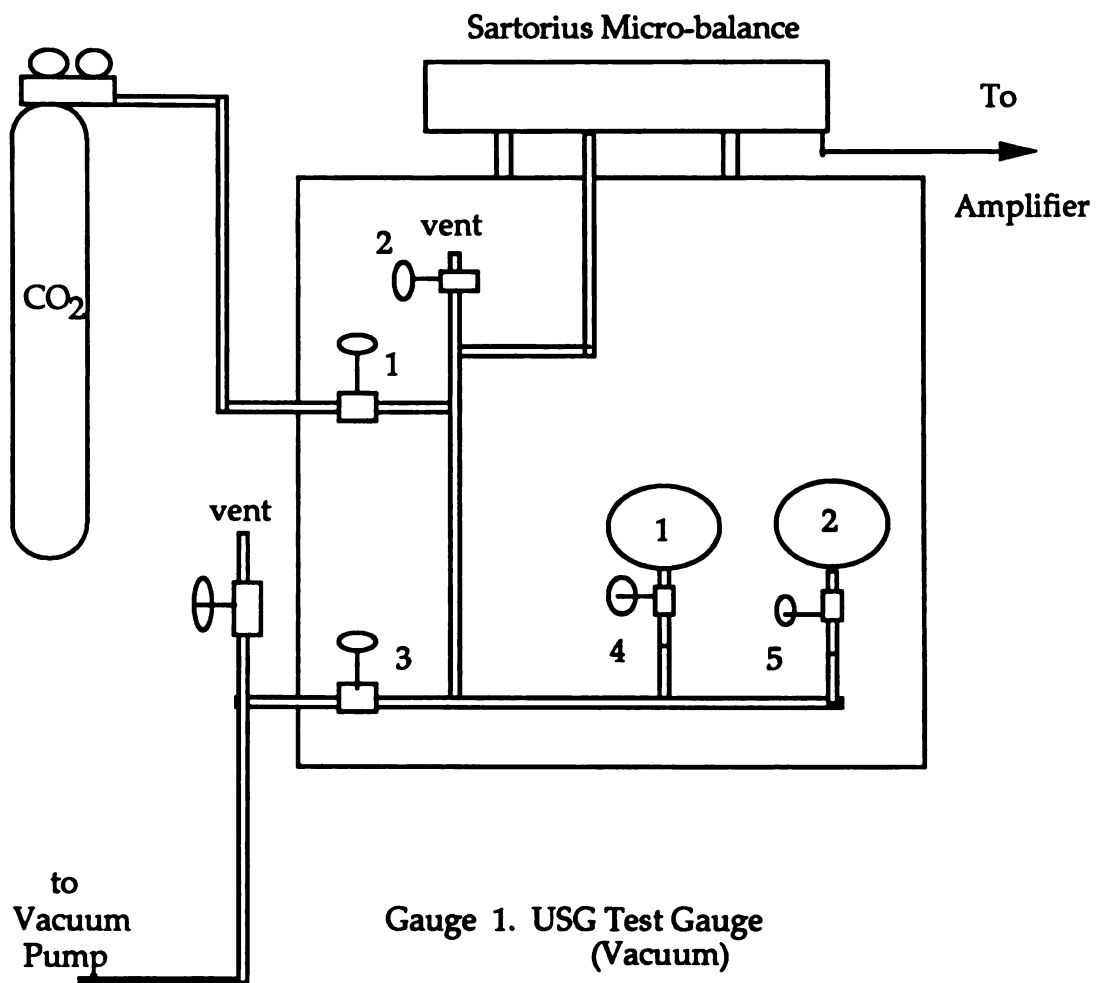 Sartorius Micro-balance
To
Amplifier
2
vent
CO2
1
vent
1
2
3
4
5
to
Vacuum
Pump
Gauge 1. USG Test Gauge
(Vacuum)